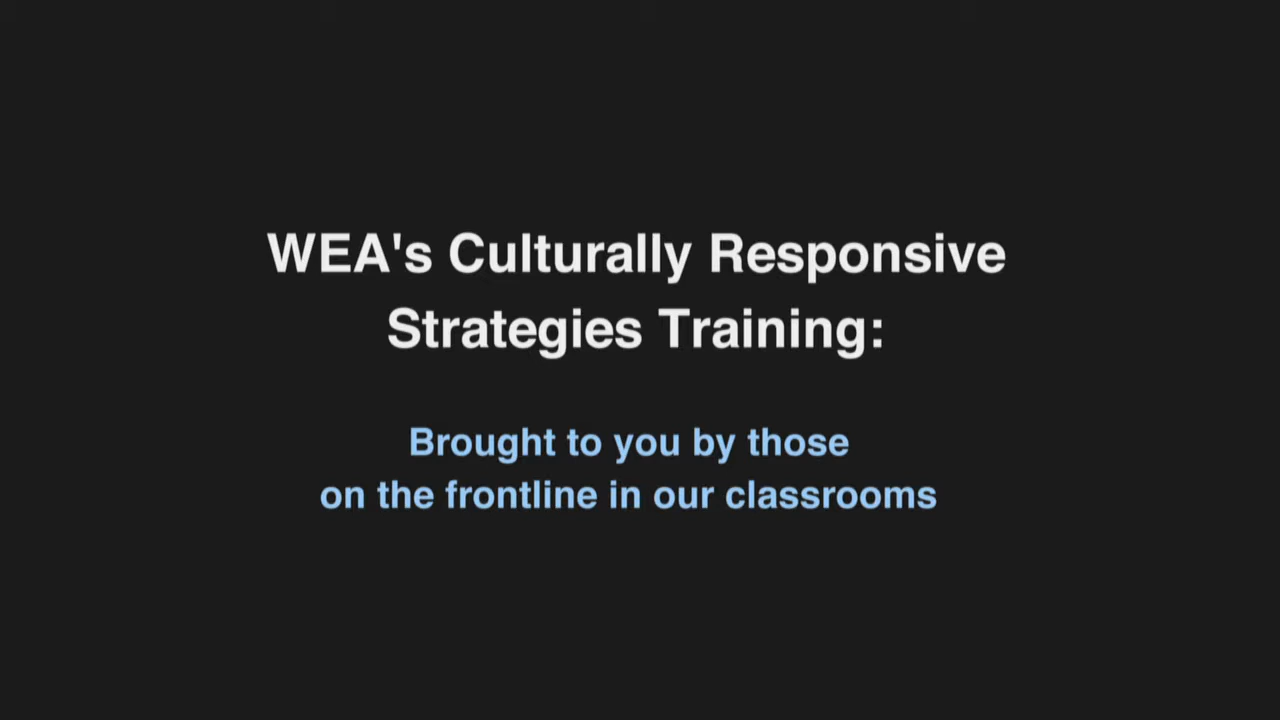 WEA's Culturally Responsive
Strategies Training:
Brought to you by those
on the frontline in our classrooms